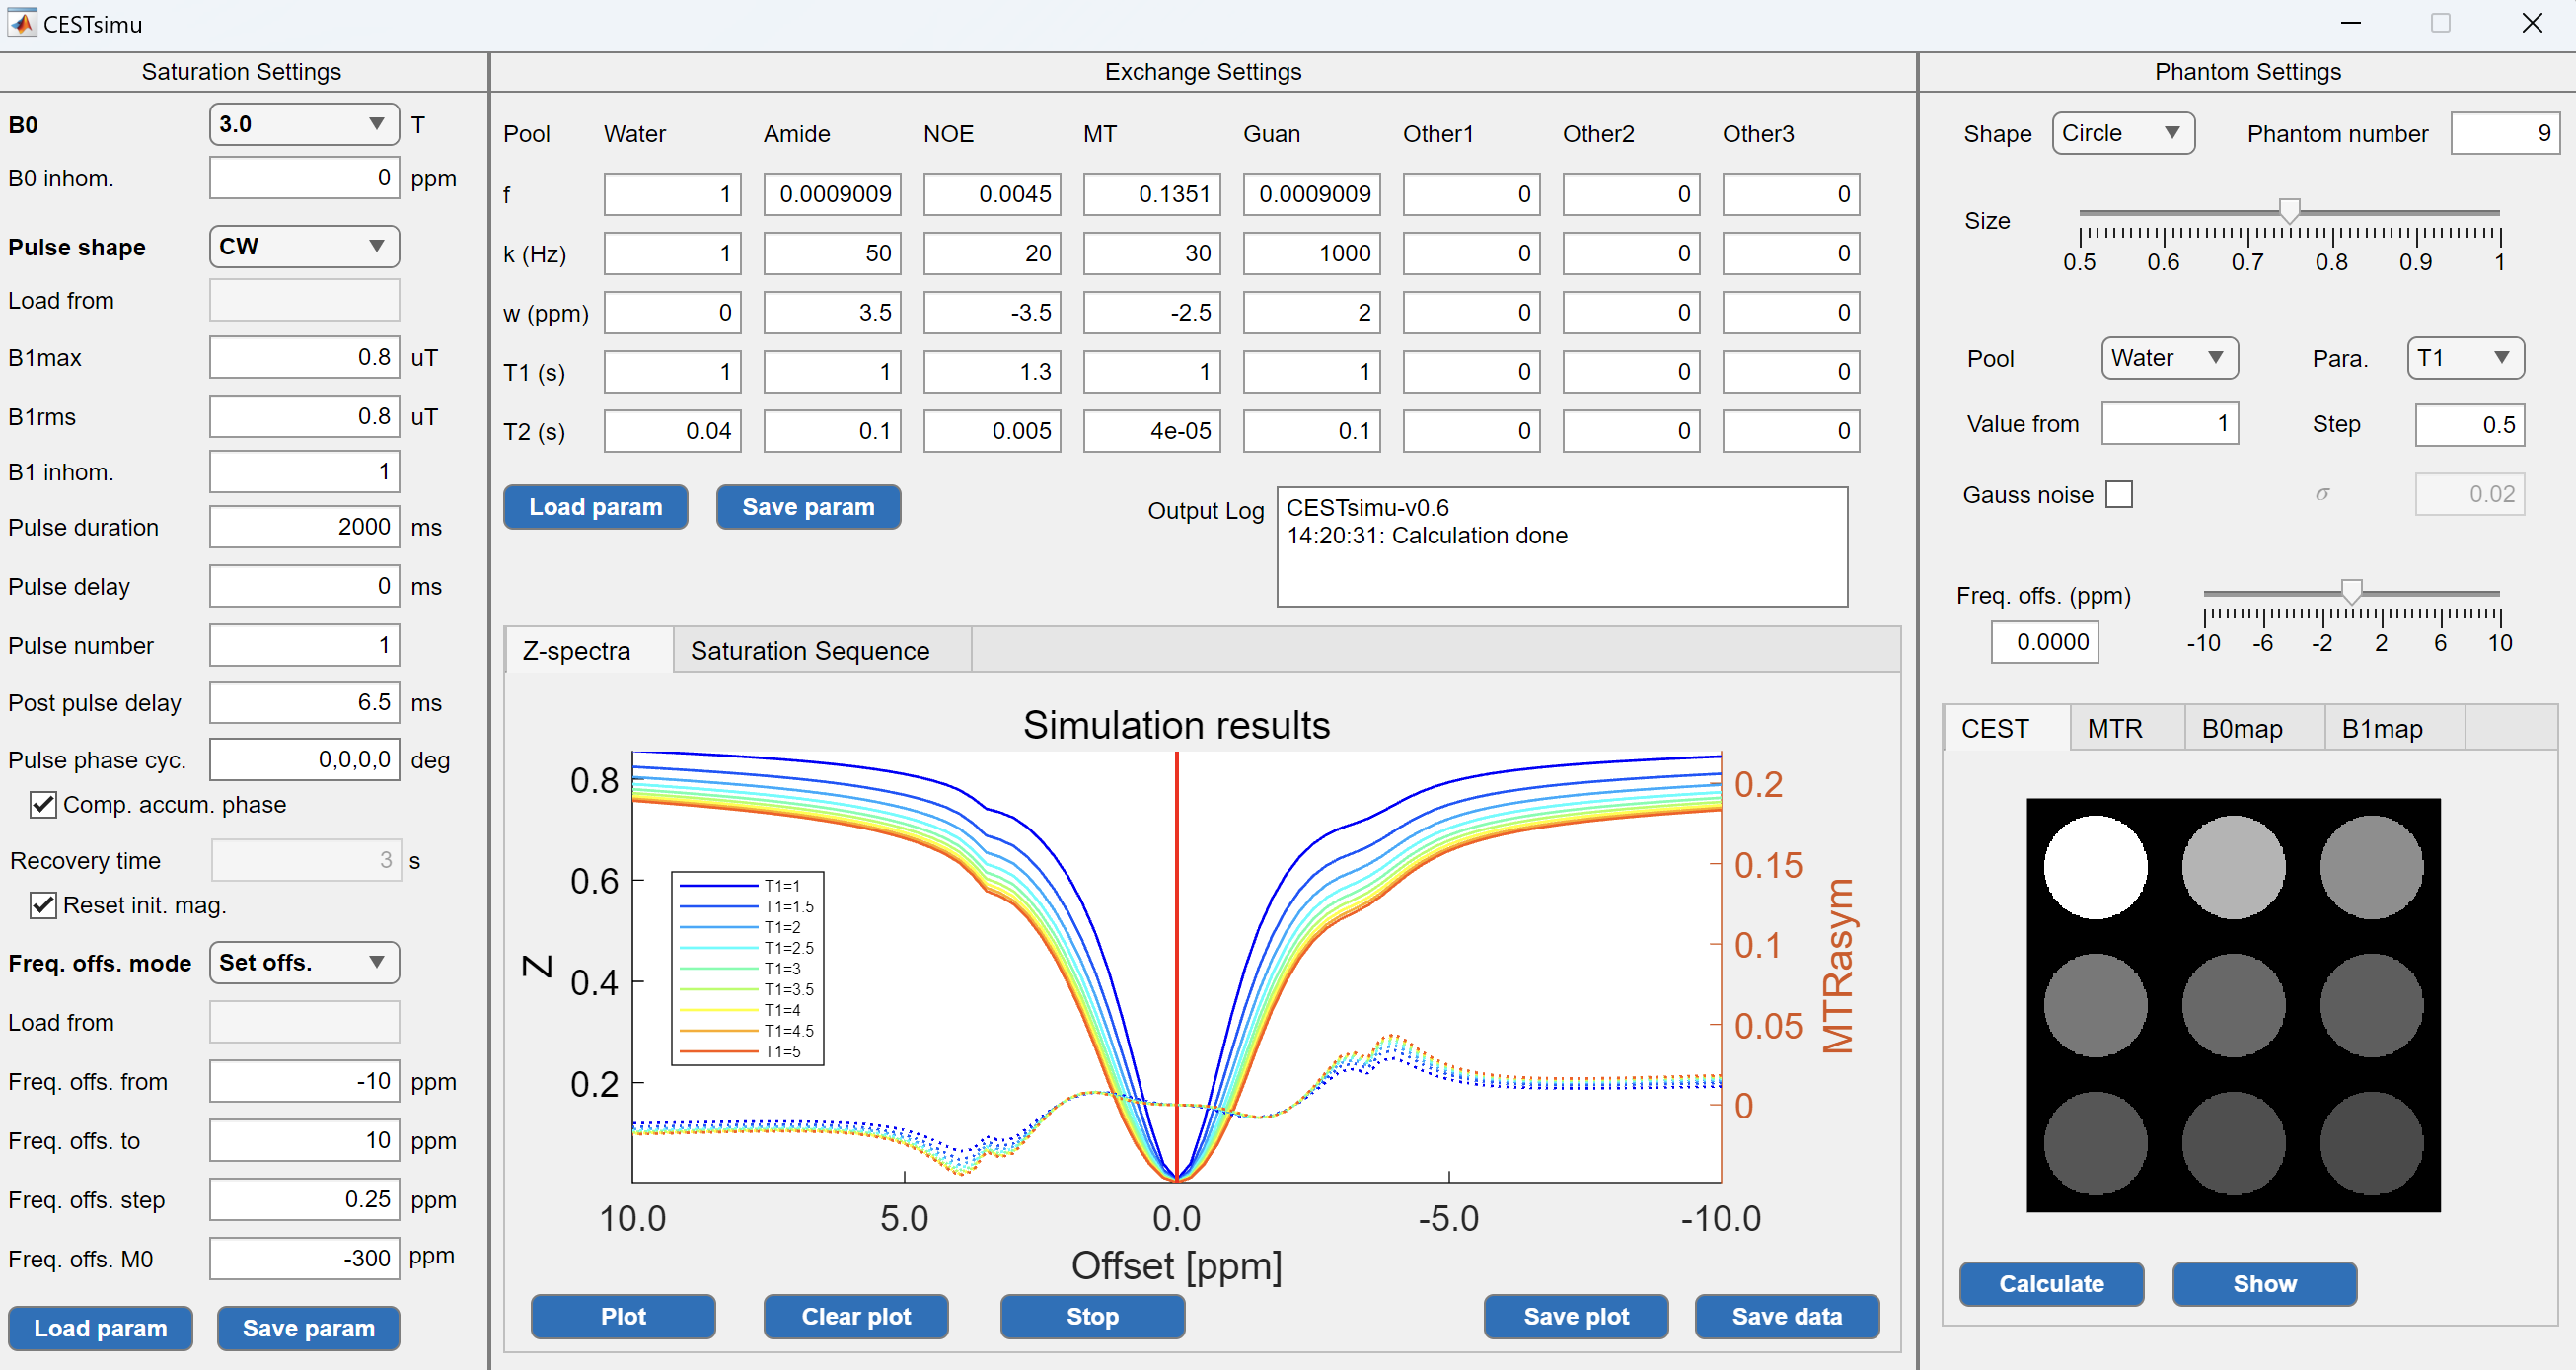 CESTsimu
Saturation Settings
B0 3.0 T
B0 inhom. 0 ppm
Pulse shape CW
Load from
B1max 0.8 uT
B1rms 0.8 uT
B1 inhom. 1
Pulse duration 2000 ms
Pulse delay 0 ms
Pulse number 1
Post pulse delay 6.5 ms
Pulse phase cyc. 0,0,0,0 deg
Comp. accum. phase
Recovery time 3 s
Reset init. mag.
Freq. offs. mode Set offs.
Load from
Freq. offs. from -10 ppm
Freq. offs. to 10 ppm
Freq. offs. step 0.25 ppm
Freq. offs. M0 -300 ppm
Load param Save param
Exchange Settings
Pool Water Amide NOE MT Guan Other1 Other2 Other3
f 1 0.0009009 0.0045 0.1351 0.0009009 0 0 0
k (Hz) 1 50 20 30 1000 0 0 0
w (ppm) 0 3.5 -3.5 -2.5 2 0 0 0
T1 (s) 1 1 1.3 1 1 0 0 0
T2 (s) 0.04 0.1 0.005 4e-05 0.1 0 0 0
Load param Save param
Output Log
CESTsimu-v0.6
14:20:31: Calculation done
Z-spectra Saturation Sequence
Simulation results
Z
0.8
0.6
0.4
0.2
T1=1
T1=1.5
T1=2
T1=2.5
T1=3
T1=3.5
T1=4
T1=4.5
T1=5
0.2
0.15
0.1
0.05
0
MTRasym
10.0 5.0 0.0 -5.0 -10.0
Offset [ppm]
Plot Clear plot Stop Save plot Save data
Phantom Settings
Shape Circle Phantom number 9
Size
0.5 0.6 0.7 0.8 0.9 1
Pool Water Para. T1
Value from 1 Step 0.5
Gauss noise σ 0.02
Freq. offs. (ppm)
0.0000
-10 -6 -2 2 6 10
CEST MTR B0map B1map
Calculate Show